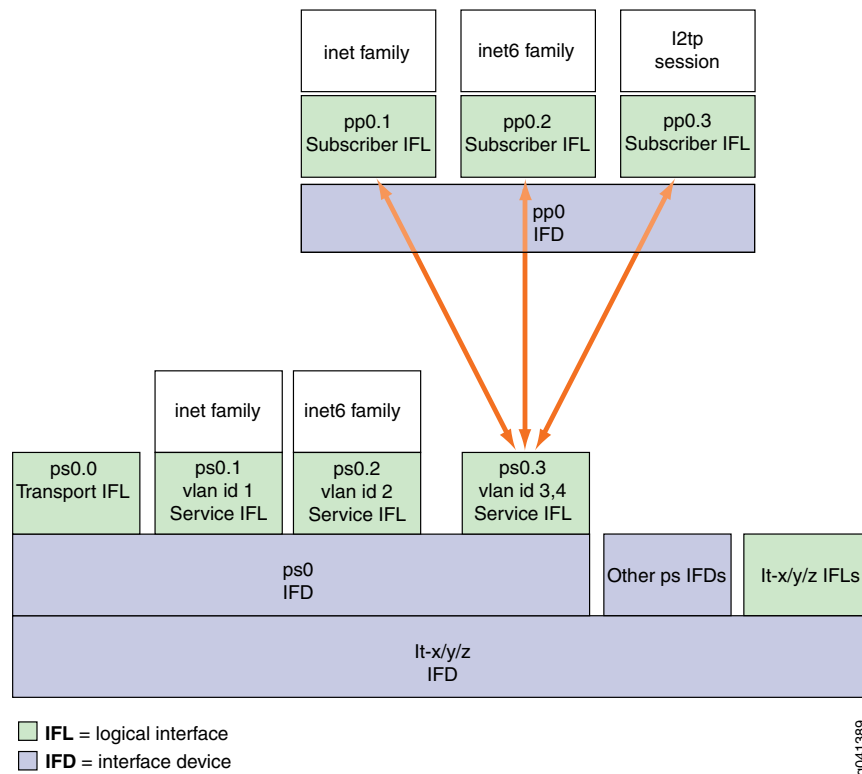 inet family
inet6 family
l2tp
session
pp0.1
Subscriber IFL
pp0.2
Subscriber IFL
pp0.3
Subscriber IFL
pp0
IFD
inet family
inet6 family
ps0.0
Transport IFL
ps0.1
vlan id 1
Service IFL
ps0.2
vlan id 2
Service IFL
ps0.3
vlan id 3,4
Service IFL
ps0
IFD
Other ps IFDs
lt-x/y/z IFLs
lt-x/y/z
IFD
IFL = logical interface
IFD = interface device
g041389